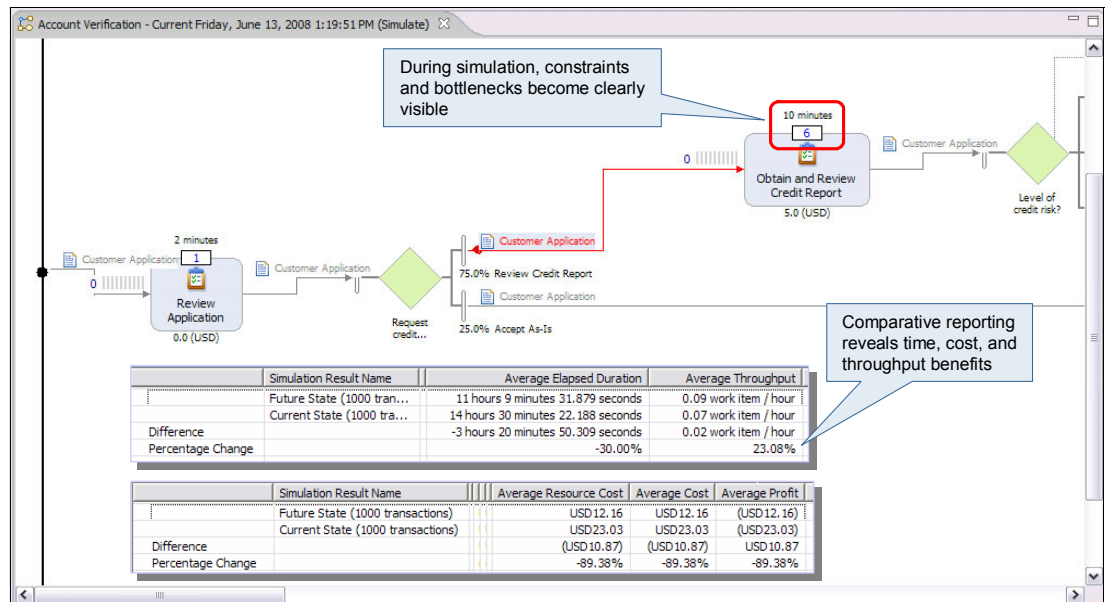 Account Verification - Current Friday, June 13, 2008 1:19:51 PM (Simulate)
During simulation, constraints
and bottlenecks become clearly
visible
10 minutes
6
Customer Application
0
Obtain and Review
Credit Report
5.0 (USD)
Level of
credit risk?
2 minutes
Customer Application
1
0
Review
Application
0.0 (USD)
Customer Application
Request
credit...
Customer Application
75.0% Review Credit Report
Customer Application
25.0% Accept As-Is
Comparative reporting
reveals time, cost, and
throughput benefits
Simulation Result Name Average Elapsed Duration Average Throughput
Future State (1000 tran... 11 hours 9 minutes 31.879 seconds 0.09 work item / hour
Current State (1000 tra... 14 hours 30 minutes 22.188 seconds 0.07 work item / hour
Difference -3 hours 20 minutes 50.309 seconds 0.02 work item / hour
Percentage Change -30.00% 23.08%
Simulation Result Name Average Resource Cost Average Cost Average Profit
Future State (1000 transactions) USD12.16 USD12.16 (USD12.16)
Current State (1000 transactions) USD23.03 USD23.03 (USD23.03)
Difference (USD10.87) (USD10.87) USD10.87
Percentage Change -89.38% -89.38% -89.38%